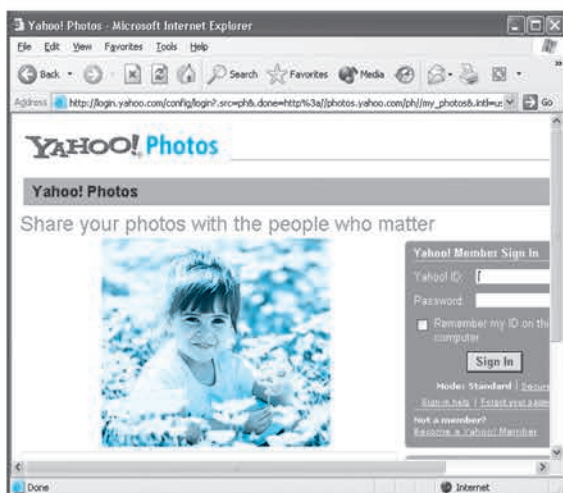 Yahoo! Photos - Microsoft Internet Explorer
File Edit View Favorites Tools Help
Back Search Favorites Media
Address http://login.yahoo.com/config/login?.src=ph&.done=http%3a//photos.yahoo.com/ph//my_photos&.intl=us Go
YAHOO! Photos
Yahoo! Photos
Share your photos with the people who matter
Yahoo! Member Sign In
Yahoo! ID:
Password:
Remember my ID on this
computer
Sign In
Mode: Standard | Secure
Sign-in help | Forgot your
Not a member?
Become a Yahoo! Member
Done Internet